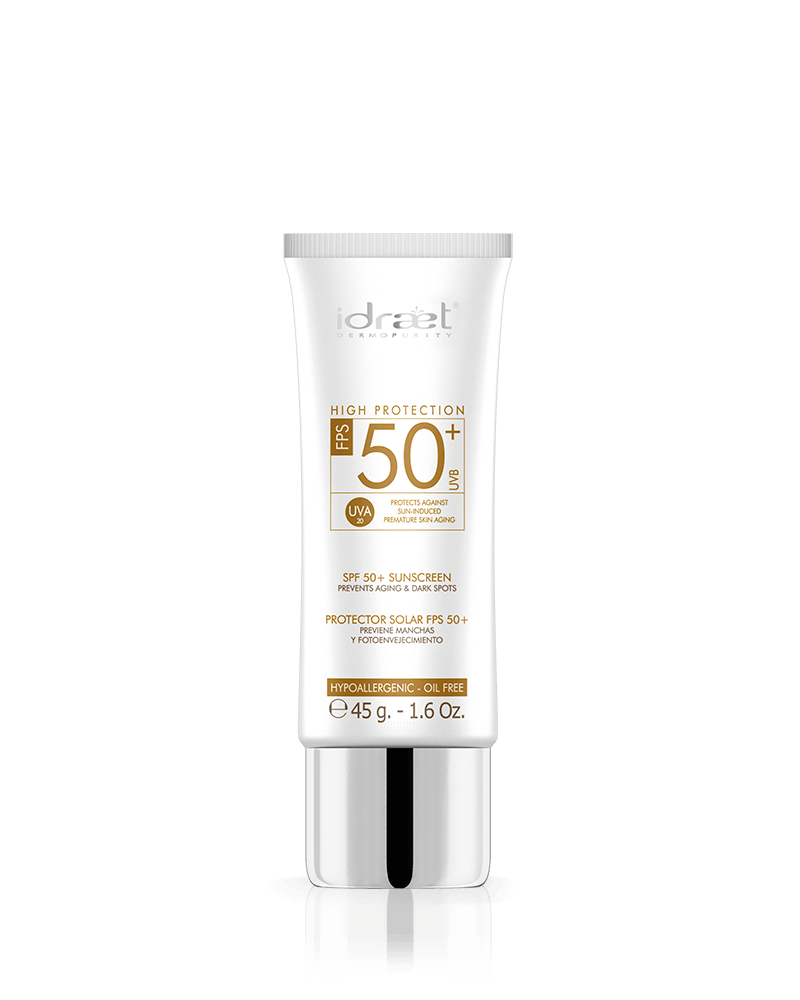 idraet®
DERMOPURITY
HIGH PROTECTION
FPS
50+
UVB
UVA
20
PROTECTS AGAINST
SUN-INDUCED
PREMATURE SKIN AGING
SPF 50+ SUNSCREEN
PREVENTS AGING & DARK SPOTS
PROTECTOR SOLAR FPS 50+
PREVIENE MANCHAS
Y FOTOENVEJECIMIENTO
HYPOALLERGENIC - OIL FREE
℮ 45 g. - 1.6 Oz.